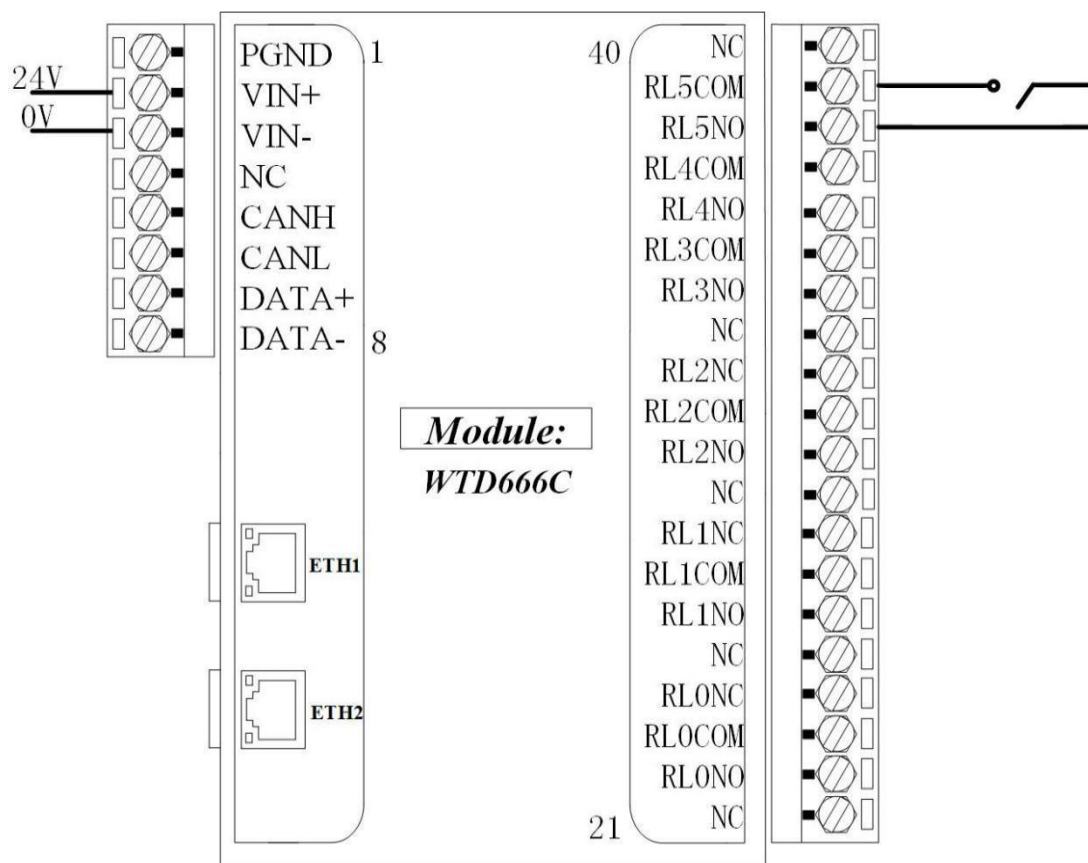 24V
0V
PGND 1
VIN+
VIN-
NC
CANH
CANL
DATA+
DATA- 8
ETH1
ETH2
Module:
WTD666C
40 NC
RL5COM
RL5NO
RL4COM
RL4NO
RL3COM
RL3NO
NC
RL2NC
RL2COM
RL2NO
NC
RL1NC
RL1COM
RL1NO
NC
RL0NC
RL0COM
RL0NO
21 NC